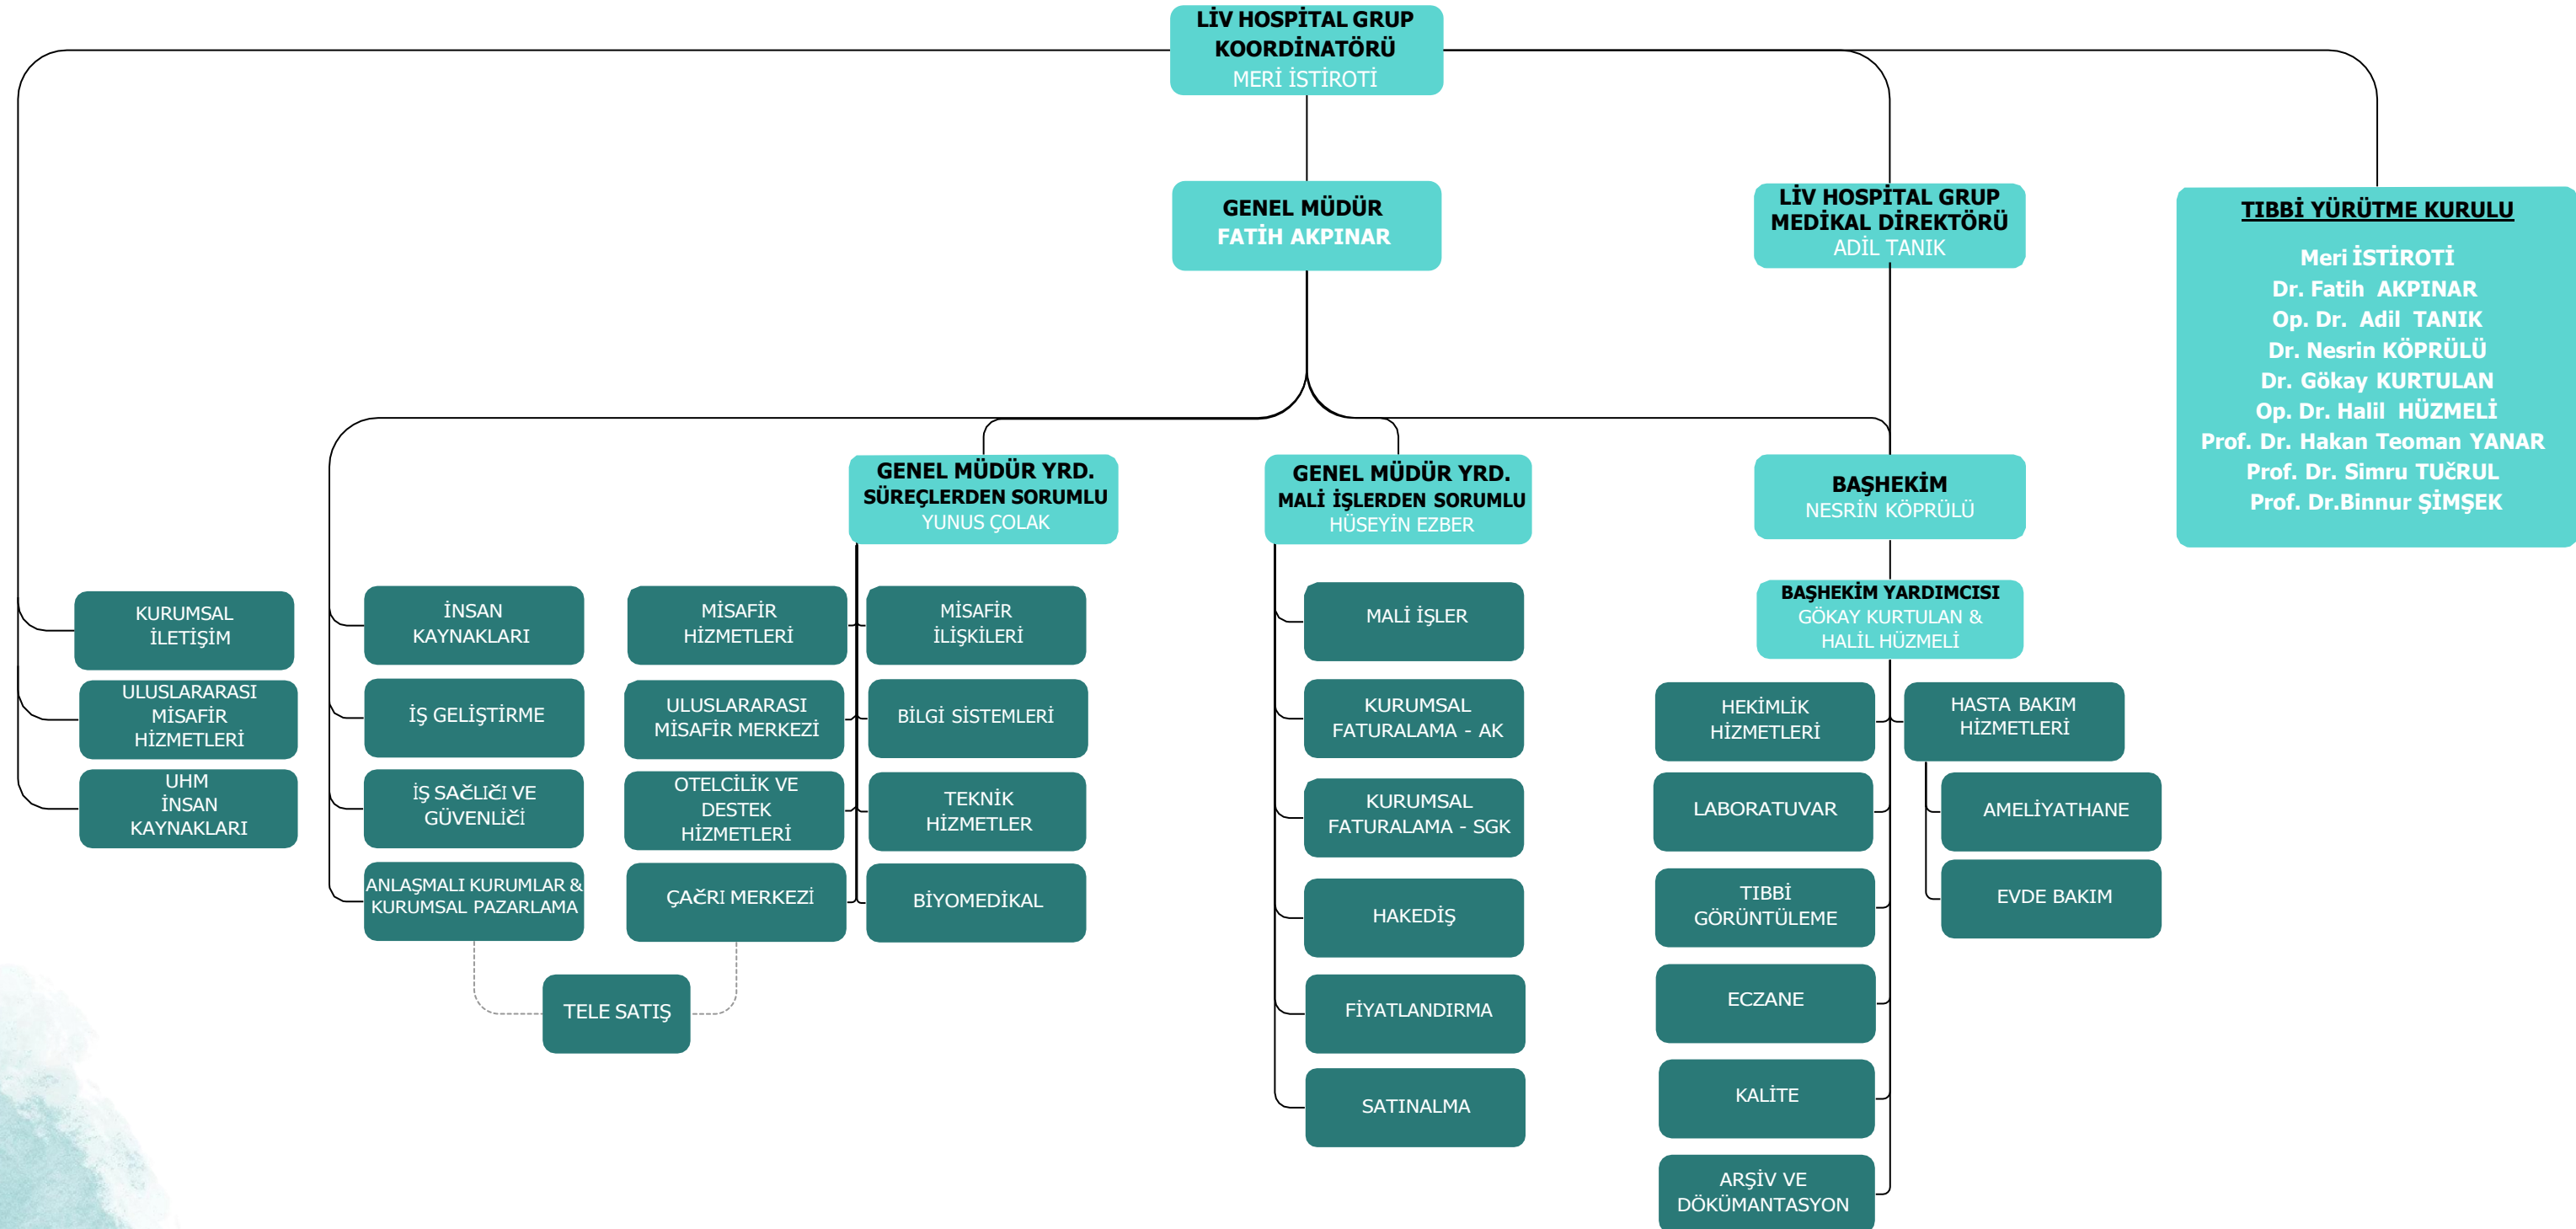 LİV HOSPİTAL GRUP
KOORDİNATÖRÜ
MERİ İSTİROTİ
GENEL MÜDÜR
FATİH AKPINAR
LİV HOSPİTAL GRUP
MEDİKAL DİREKTÖRÜ
ADİL TANIK
TIBBİ YÜRÜTME KURULU
Meri İSTİROTİ
Dr. Fatih AKPINAR
Op. Dr. Adil TANIK
Dr. Nesrin KÖPRÜLÜ
Dr. Gökay KURTULAN
Op. Dr. Halil HÜZMELİ
Prof. Dr. Hakan Teoman YANAR
Prof. Dr. Simru TUČRUL
Prof. Dr.Binnur ŞİMŞEK
GENEL MÜDÜR YRD.
SÜREÇLERDEN SORUMLU
YUNUS ÇOLAK
GENEL MÜDÜR YRD.
MALİ İŞLERDEN SORUMLU
HÜSEYİN EZBER
BAŞHEKİM
NESRİN KÖPRÜLÜ
BAŞHEKİM YARDIMCISI
GÖKAY KURTULAN &
HALİL HÜZMELİ
KURUMSAL
İLETİŞİM
ULUSLARARASI
MİSAFİR
HİZMETLERİ
UHM
İNSAN
KAYNAKLARI
İNSAN
KAYNAKLARI
İŞ GELİŞTİRME
İŞ SAČLIČI VE
GÜVENLİČİ
ANLAŞMALI KURUMLAR &
KURUMSAL PAZARLAMA
MİSAFİR
HİZMETLERİ
ULUSLARARASI
MİSAFİR MERKEZİ
OTELCİLİK VE
DESTEK
HİZMETLERİ
ÇAČRI MERKEZİ
TELE SATIŞ
MİSAFİR
İLİŞKİLERİ
BİLGİ SİSTEMLERİ
TEKNİK
HİZMETLER
BİYOMEDİKAL
MALİ İŞLER
KURUMSAL
FATURALAMA - AK
KURUMSAL
FATURALAMA - SGK
HAKEDİŞ
FİYATLANDIRMA
SATINALMA
HEKİMLİK
HİZMETLERİ
LABORATUVAR
TIBBİ
GÖRÜNTÜLEME
ECZANE
KALİTE
ARŞİV VE
DÖKÜMANTASYON
HASTA BAKIM
HİZMETLERİ
AMELİYATHANE
EVDE BAKIM